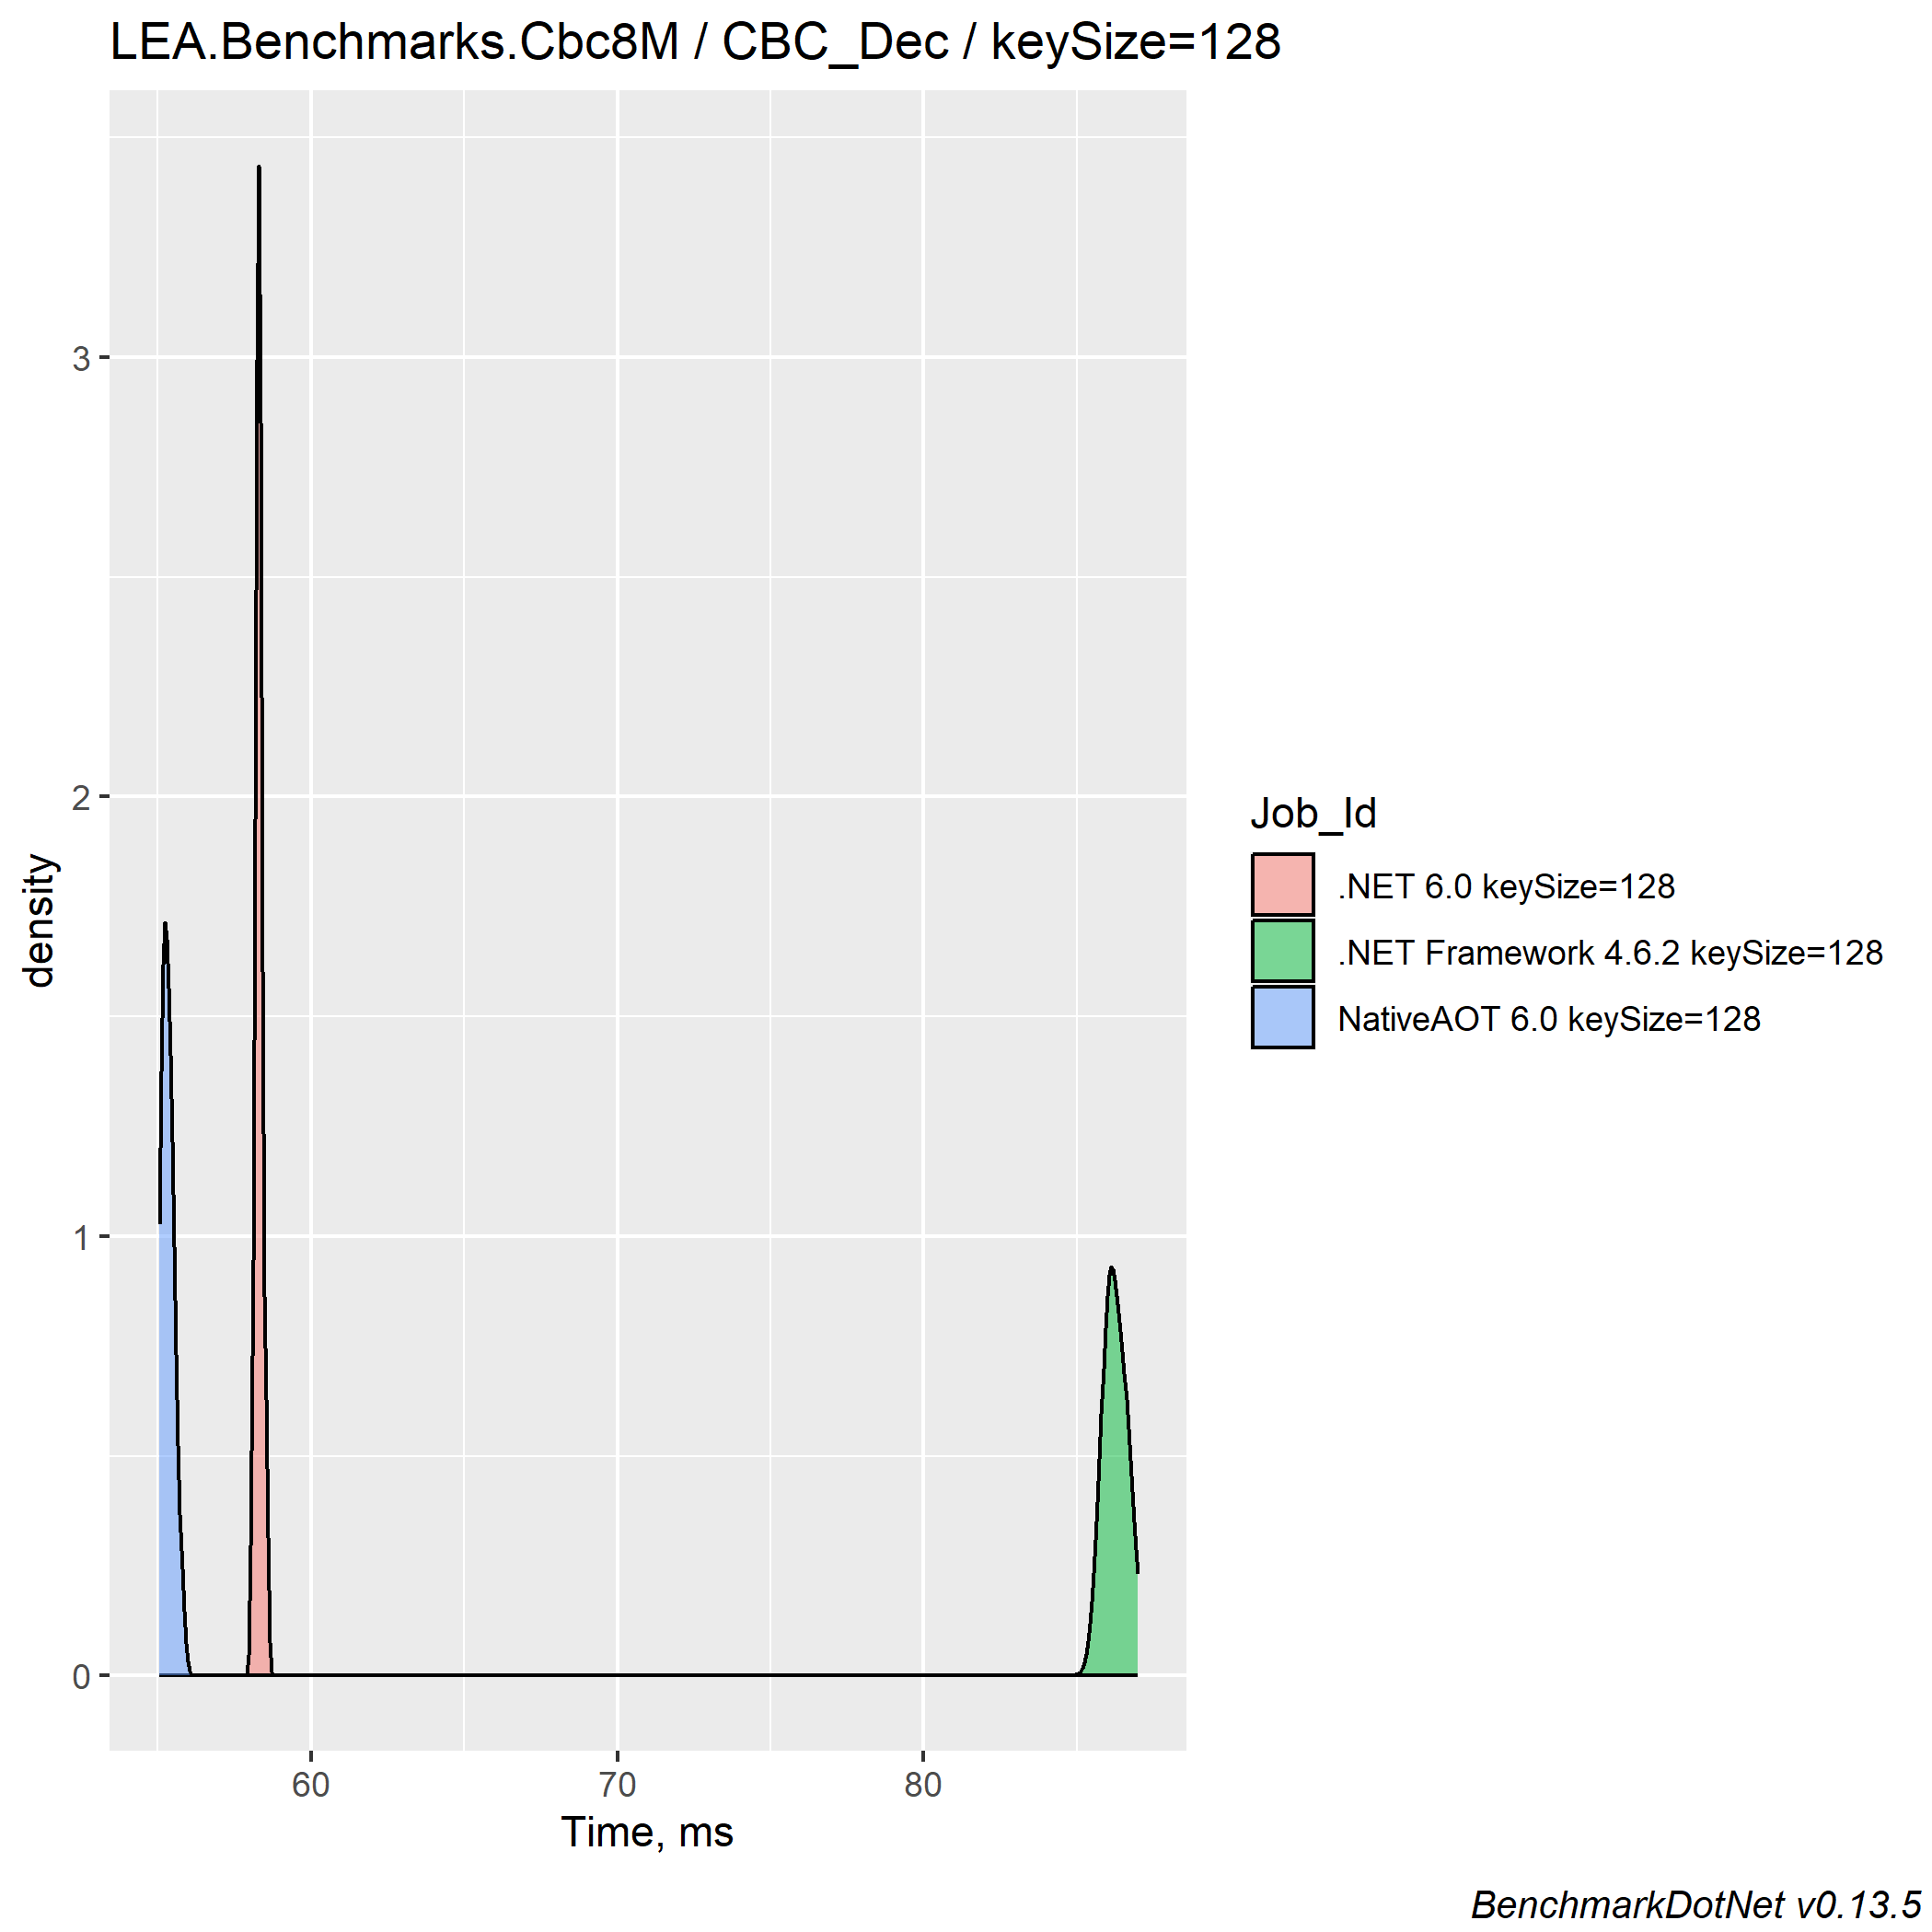 LEA.Benchmarks.Cbc8M / CBC_Dec / keySize=128
3
2
1
0
density
60 70 80
Time, ms
Job_Id
.NET 6.0 keySize=128
.NET Framework 4.6.2 keySize=128
NativeAOT 6.0 keySize=128
BenchmarkDotNet v0.13.5